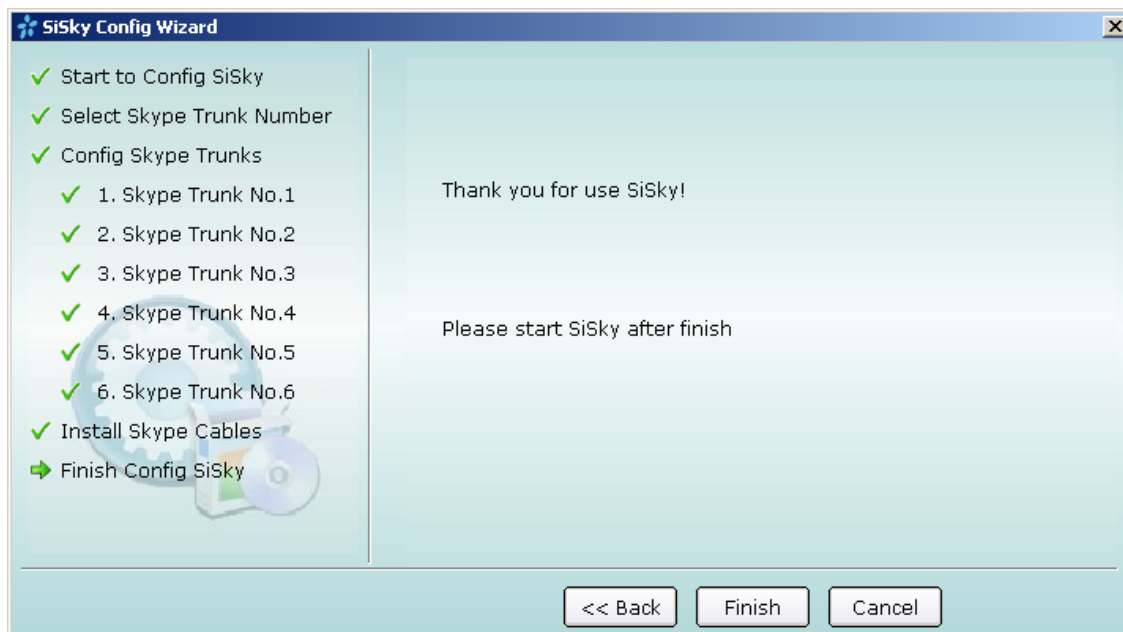 SiSky Config Wizard
Start to Config SiSky
Select Skype Trunk Number
Config Skype Trunks
1. Skype Trunk No.1
2. Skype Trunk No.2
3. Skype Trunk No.3
4. Skype Trunk No.4
5. Skype Trunk No.5
6. Skype Trunk No.6
Install Skype Cables
Finish Config SiSky
Thank you for use SiSky!
Please start SiSky after finish
<< Back Finish Cancel